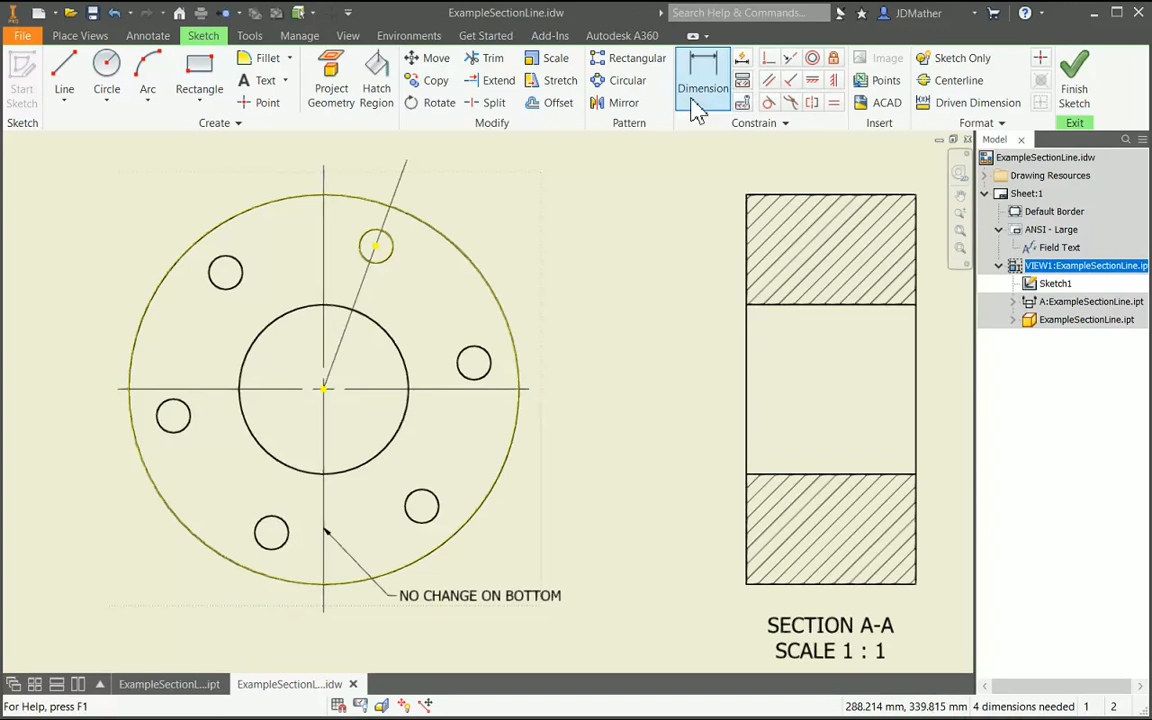 ExampleSectionLine.idw
Search Help & Commands...
JDMather
PRO
File
Place Views
Annotate
Sketch
Tools
Manage
View
Environments
Get Started
Add-Ins
Autodesk A360
Start Sketch
Line
Circle
Arc
Rectangle
Fillet
Text
Point
Project Geometry
Hatch Region
Move
Copy
Rotate
Trim
Extend
Split
Scale
Stretch
Offset
Rectangular
Circular
Mirror
Dimension
Image
Points
ACAD
Sketch Only
Centerline
Driven Dimension
Finish Sketch
Sketch
Create
Modify
Pattern
Constrain
Insert
Format
Exit
Model
ExampleSectionLine.idw
Drawing Resources
Sheet:1
Default Border
ANSI - Large
Field Text
VIEW1:ExampleSectionLine.ip
Sketch1
A:ExampleSectionLine.ipt
ExampleSectionLine.ipt
NO CHANGE ON BOTTOM
SECTION A-A
SCALE 1 : 1
ExampleSectionL...ipt
ExampleSectionL...idw
For Help, press F1
288.214 mm, 339.815 mm
4 dimensions needed
1
2